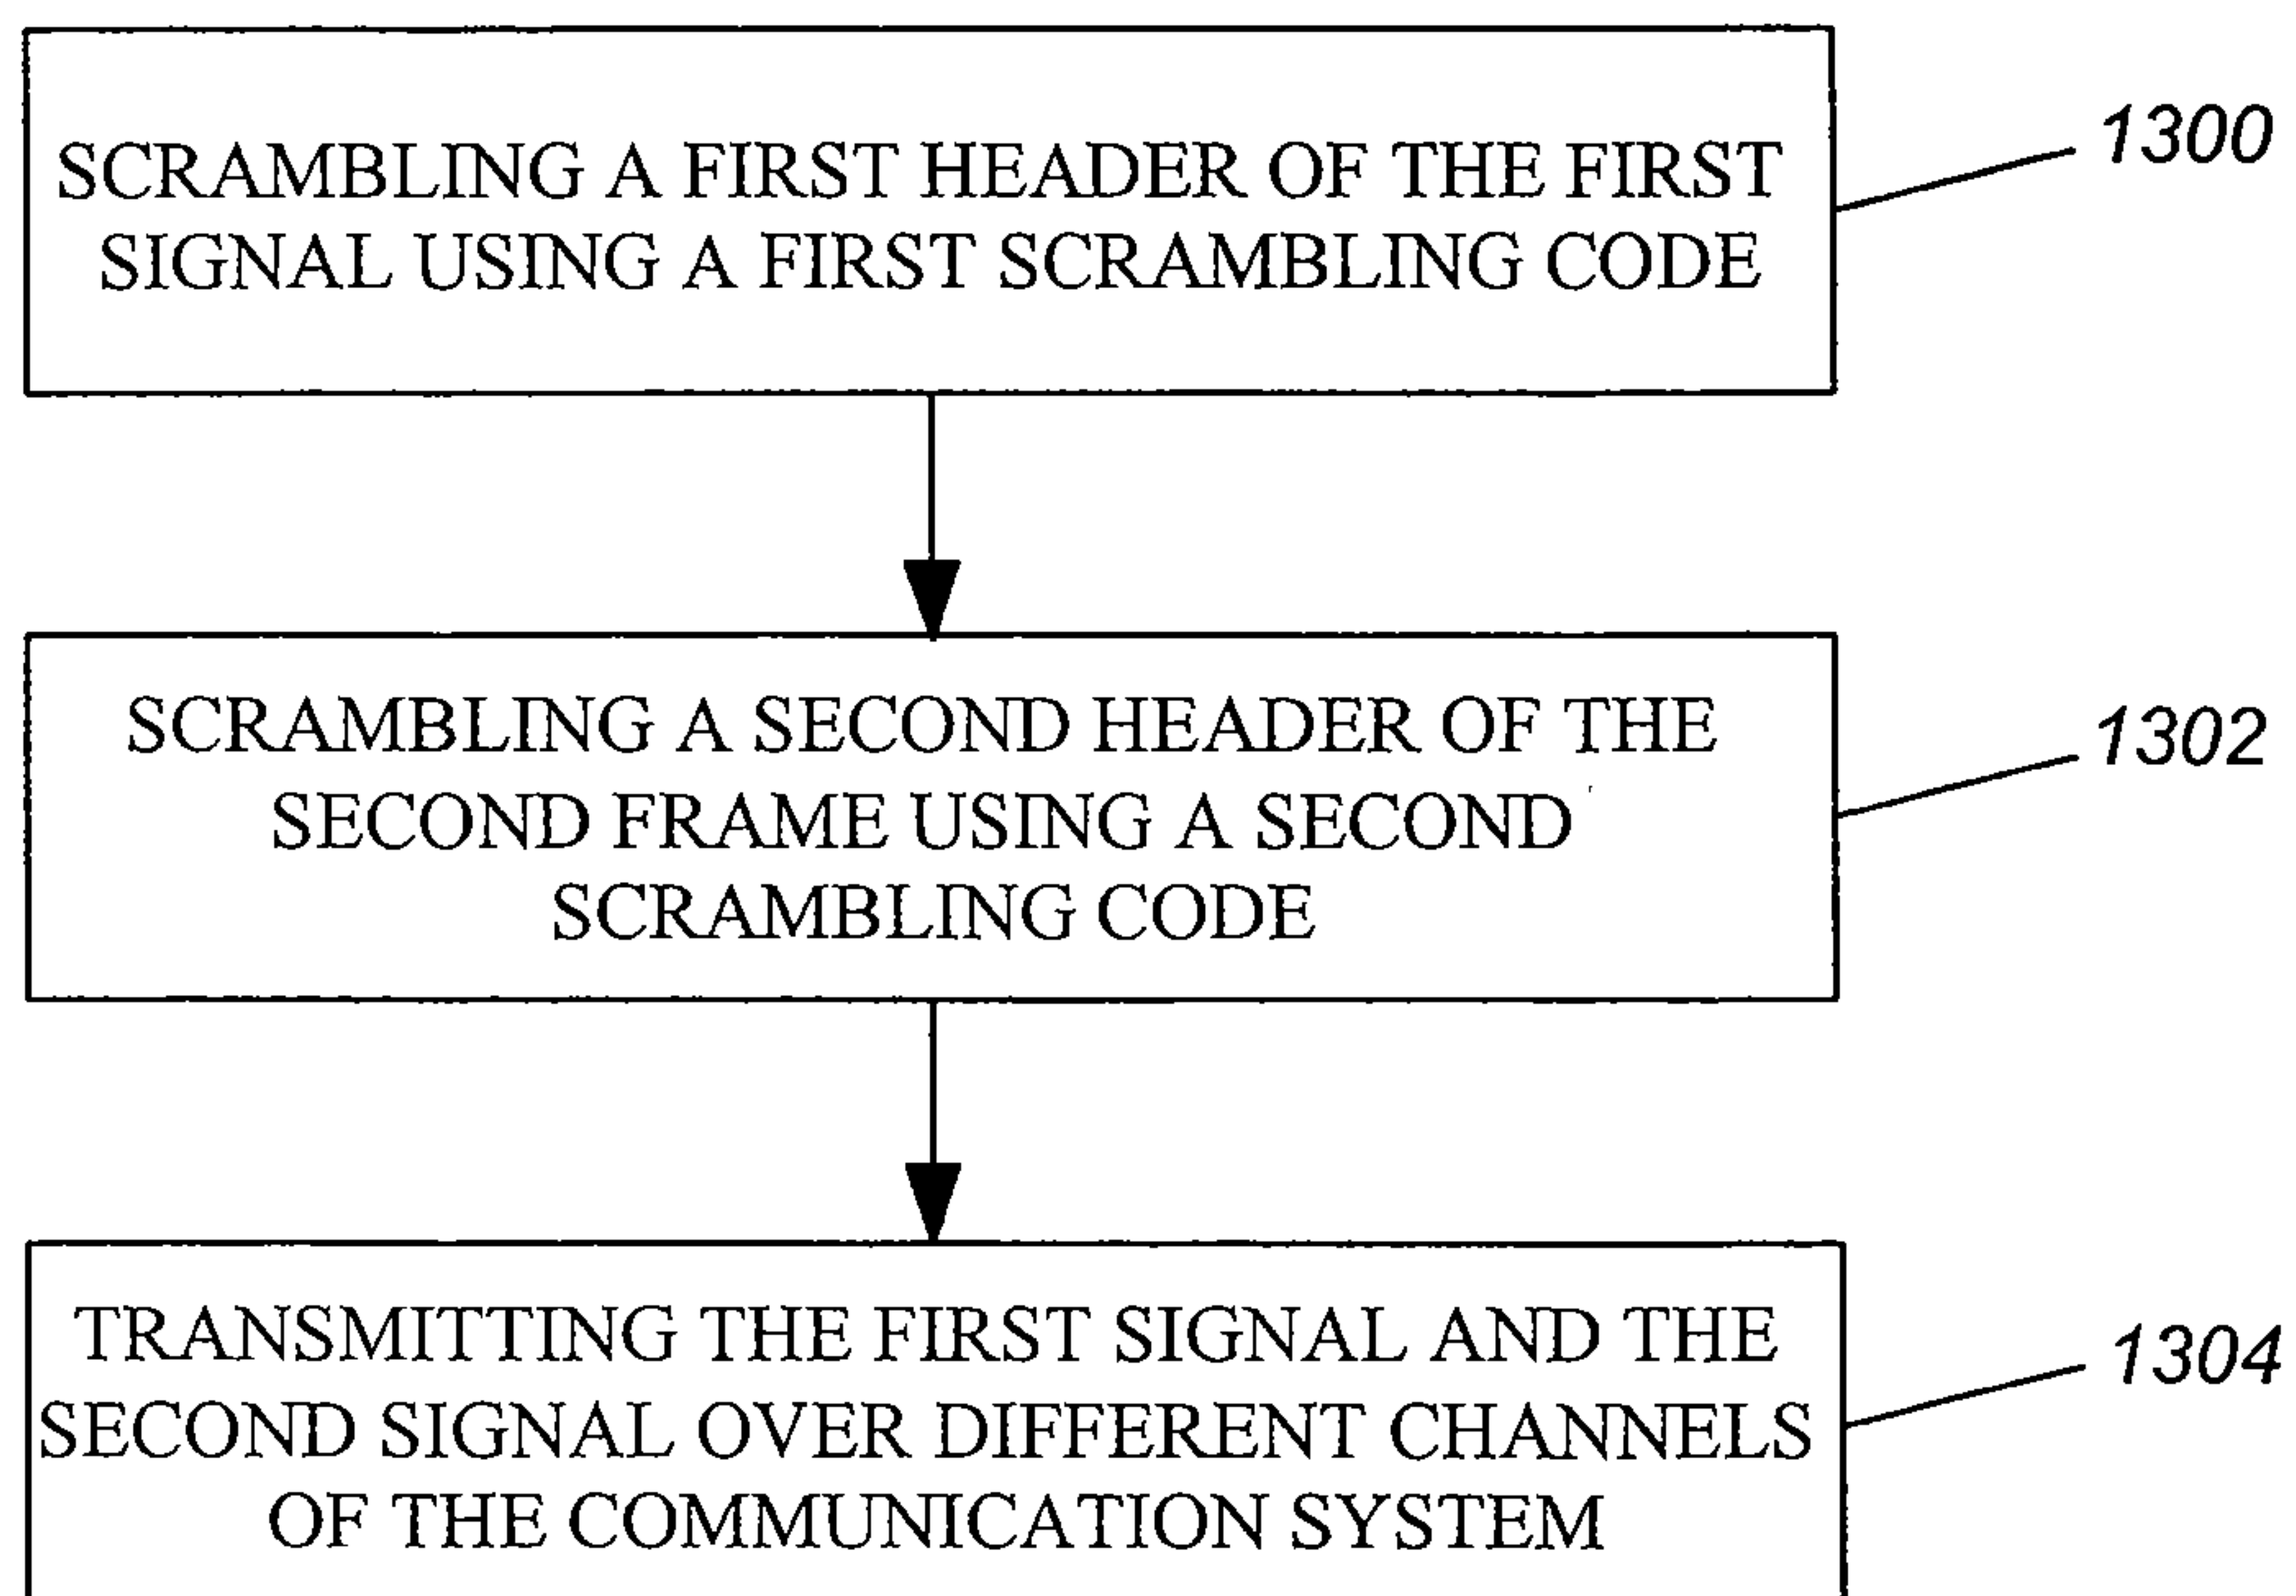 SCRAMBLING A FIRST HEADER OF THE FIRST
SIGNAL USING A FIRST SCRAMBLING CODE
1300
SCRAMBLING A SECOND HEADER OF THE
SECOND FRAME USING A SECOND
SCRAMBLING CODE
1302
TRANSMITTING THE FIRST SIGNAL AND THE
SECOND SIGNAL OVER DIFFERENT CHANNELS
OF THE COMMUNICATION SYSTEM
1304